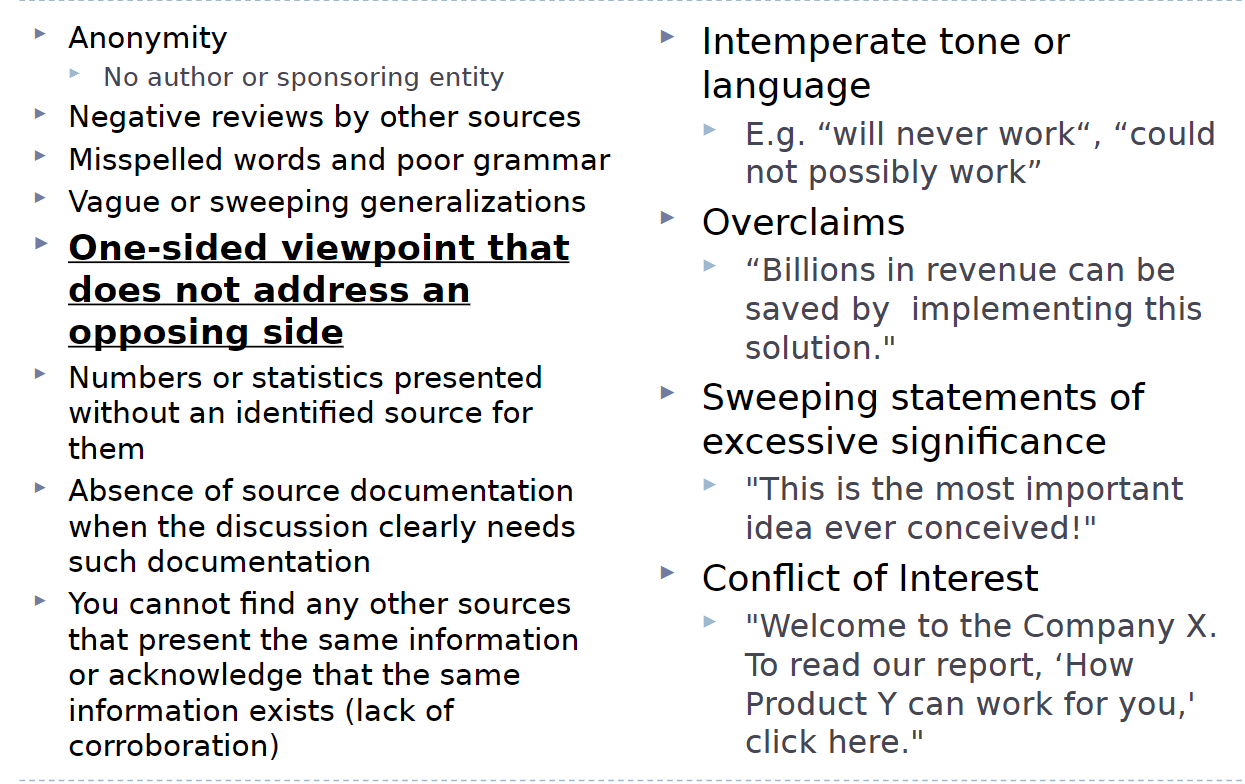 Anonymity
No author or sponsoring entity
Negative reviews by other sources
Misspelled words and poor grammar
Vague or sweeping generalizations
One-sided viewpoint that
does not address an
opposing side
Numbers or statistics presented
without an identified source for
them
Absence of source documentation
when the discussion clearly needs
such documentation
You cannot find any other sources
that present the same information
or acknowledge that the same
information exists (lack of
corroboration)
Intemperate tone or
language
E.g. “will never work“, “could
not possibly work”
Overclaims
“Billions in revenue can be
saved by  implementing this
solution."
Sweeping statements of
excessive significance
"This is the most important
idea ever conceived!"
Conflict of Interest
"Welcome to the Company X.
To read our report, ‘How
Product Y can work for you,'
click here."